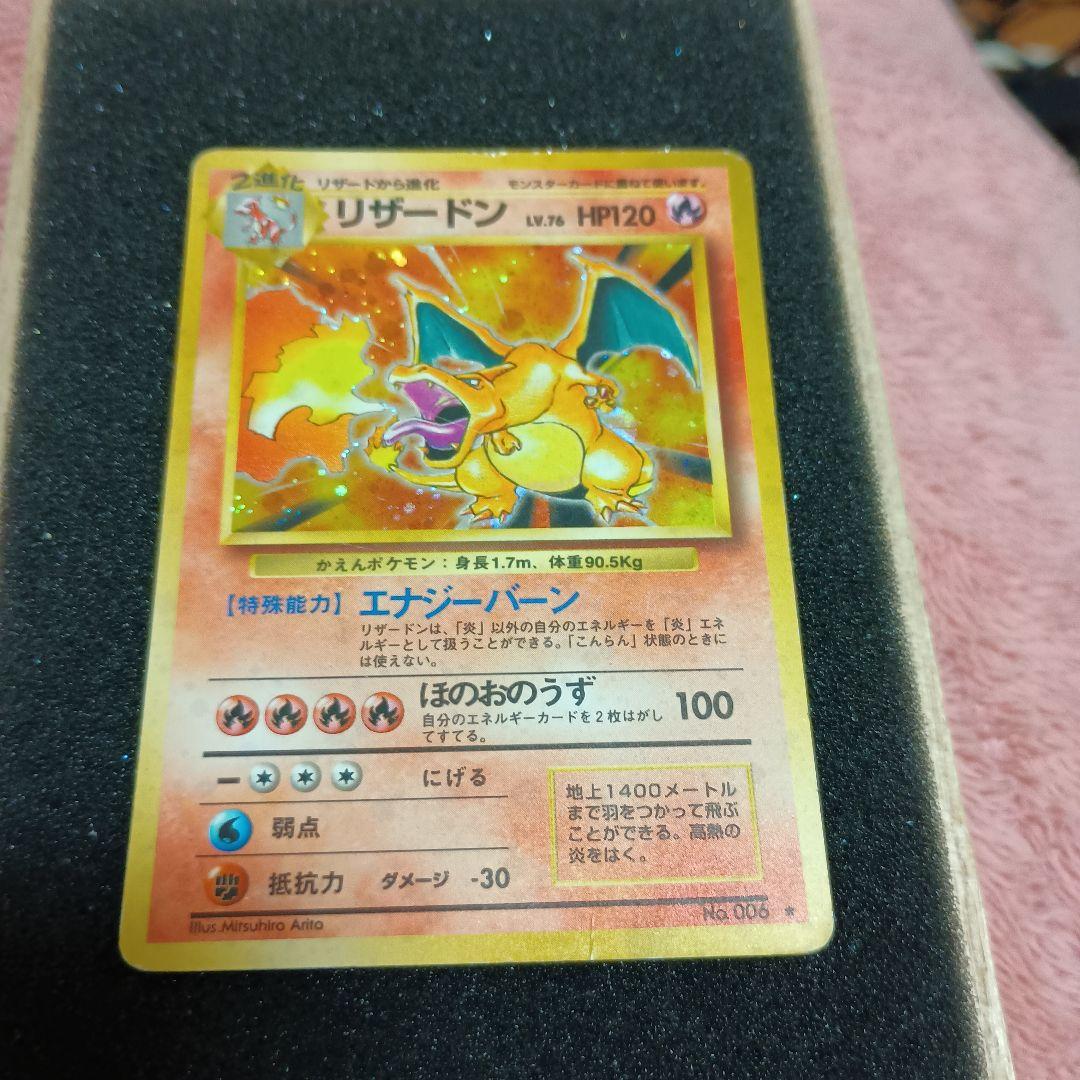 2進化 リザードから進化 モンスターカードに重ねて使います。
リザードン LV.76 HP120
かえんポケモン：身長1.7m、体重90.5Kg
【特殊能力】 エナジーバーン
リザードンは、「炎」以外の自分のエネルギーを「炎」エネ
ルギーとして扱うことができる。「こんらん」状態のときに
は使えない。
ほのおのうず 100
自分のエネルギーカードを2枚はがし
てすてる。
にげる
弱点
抵抗力 ダメージ -30
地上1400メートル
まで羽をつかって飛ぶ
ことができる。高熱の
炎をはく。
No. 006
Illus.Mitsuhiro Arita